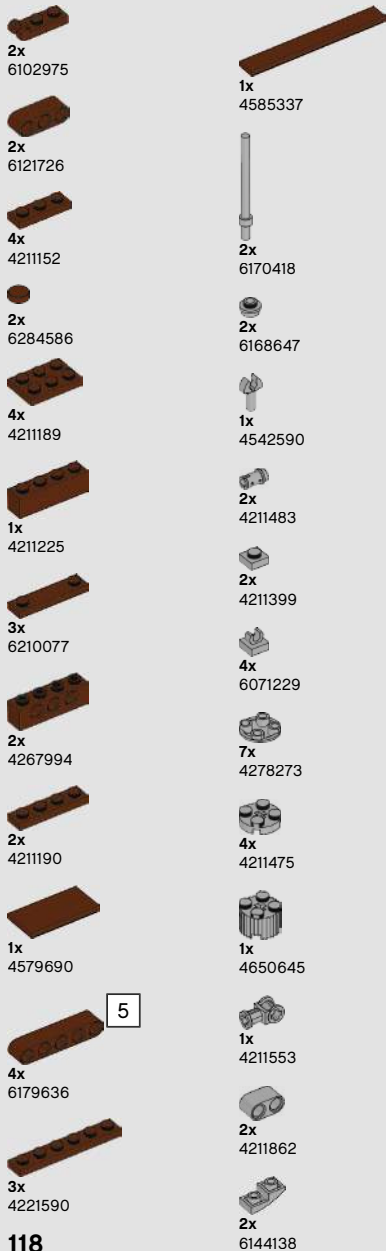 2x
6102975
2x
6121726
4x
4211152
2x
6284586
4x
4211189
1x
4211225
3x
6210077
2x
4267994
2x
4211190
1x
4579690
5
4x
6179636
3x
4221590
118
1x
4585337
2x
6170418
2x
6168647
1x
4542590
2x
4211483
2x
4211399
4x
6071229
7x
4278273
4x
4211475
1x
4650645
1x
4211553
2x
4211862
2x
6144138